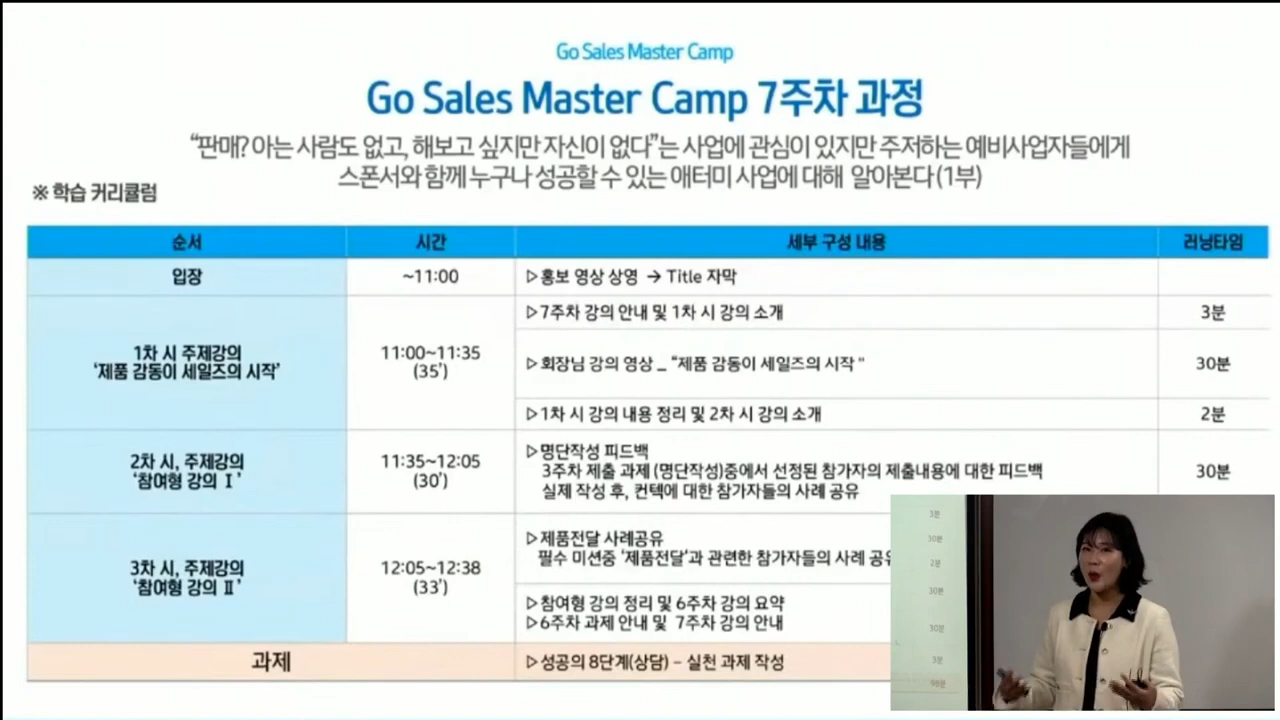 Go Sales Master Camp
Go Sales Master Camp 7주차 과정
“판매? 아는 사람도 없고, 해보고 싶지만 자신이 없다”는 사업에 관심이 있지만 주저하는 예비사업자들에게
스폰서와 함께 누구나 성공할 수 있는 애터미 사업에 대해 알아본다 (1부)
※ 학습 커리큘럼
순서 시간 세부 구성 내용 러닝타임
입장 ~11:00 ▷홍보 영상 상영 → Title 자막
▷7주차 강의 안내 및 1차 시 강의 소개 3분
1차 시 주제강의
‘제품 감동이 세일즈의 시작’
11:00~11:35
(35’)
▷회장님 강의 영상 _ “제품 감동이 세일즈의 시작 “ 30분
▷1차 시 강의 내용 정리 및 2차 시 강의 소개 2분
2차 시, 주제강의
‘참여형 강의 Ⅰ’
11:35~12:05
(30’)
▷명단작성 피드백
3주차 제출 과제 (명단작성)중에서 선정된 참가자의 제출내용에 대한 피드백
실제 작성 후, 컨텍에 대한 참가자들의 사례 공유
30분
3차 시, 주제강의
‘참여형 강의 Ⅱ’
12:05~12:38
(33’)
▷제품전달 사례공유
필수 미션중 ‘제품전달‘과 관련한 참가자들의 사례 공유
▷참여형 강의 정리 및 6주차 강의 요약
▷6주차 과제 안내 및 7주차 강의 안내
과제 ▷성공의 8단계(상담) – 실천 과제 작성
3분
30분
2분
30분
30분
3분
98분